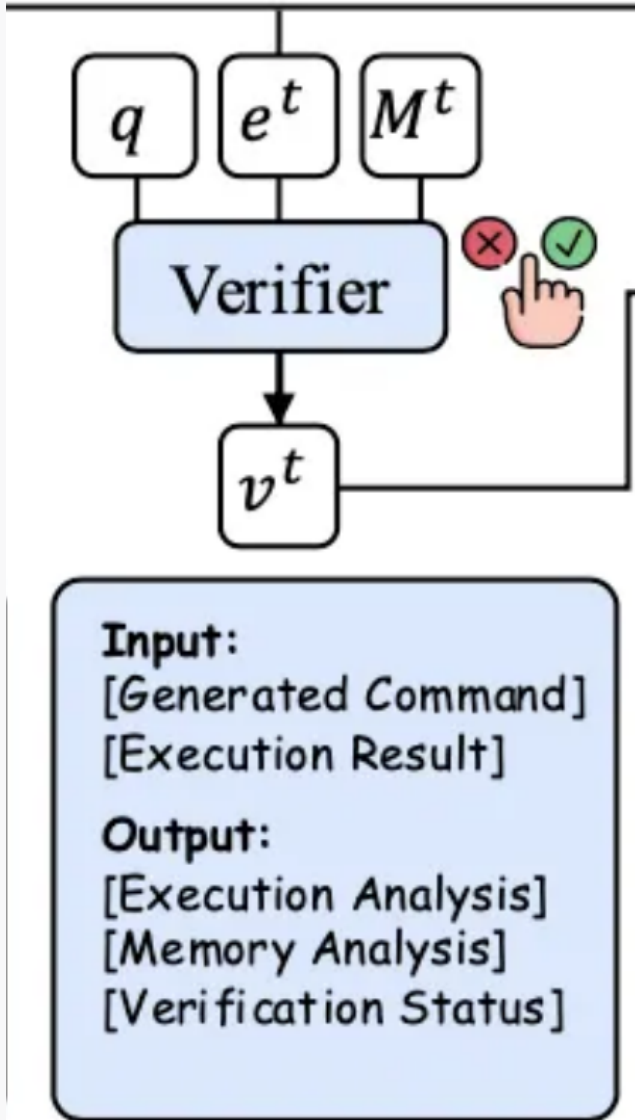 q e^t M^t
Verifier
v^t
Input:
[Generated Command]
[Execution Result]
Output:
[Execution Analysis]
[Memory Analysis]
[Verification Status]